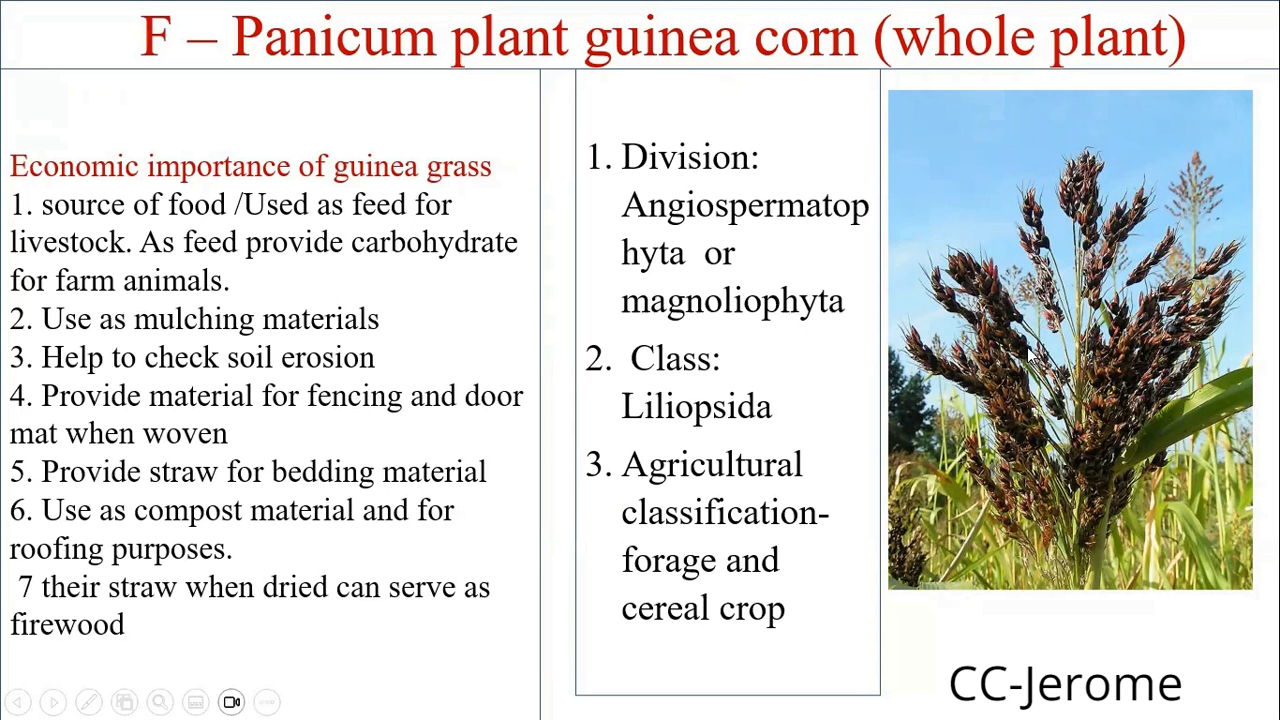 F – Panicum plant guinea corn (whole plant)
Economic importance of guinea grass
1. source of food /Used as feed for
livestock. As feed provide carbohydrate
for farm animals.
2. Use as mulching materials
3. Help to check soil erosion
4. Provide material for fencing and door
mat when woven
5. Provide straw for bedding material
6. Use as compost material and for
roofing purposes.
7 their straw when dried can serve as
firewood
1. Division:
Angiospermatop
hyta or
magnoliophyta
2. Class:
Liliopsida
3. Agricultural
classification-
forage and
cereal crop
CC-Jerome